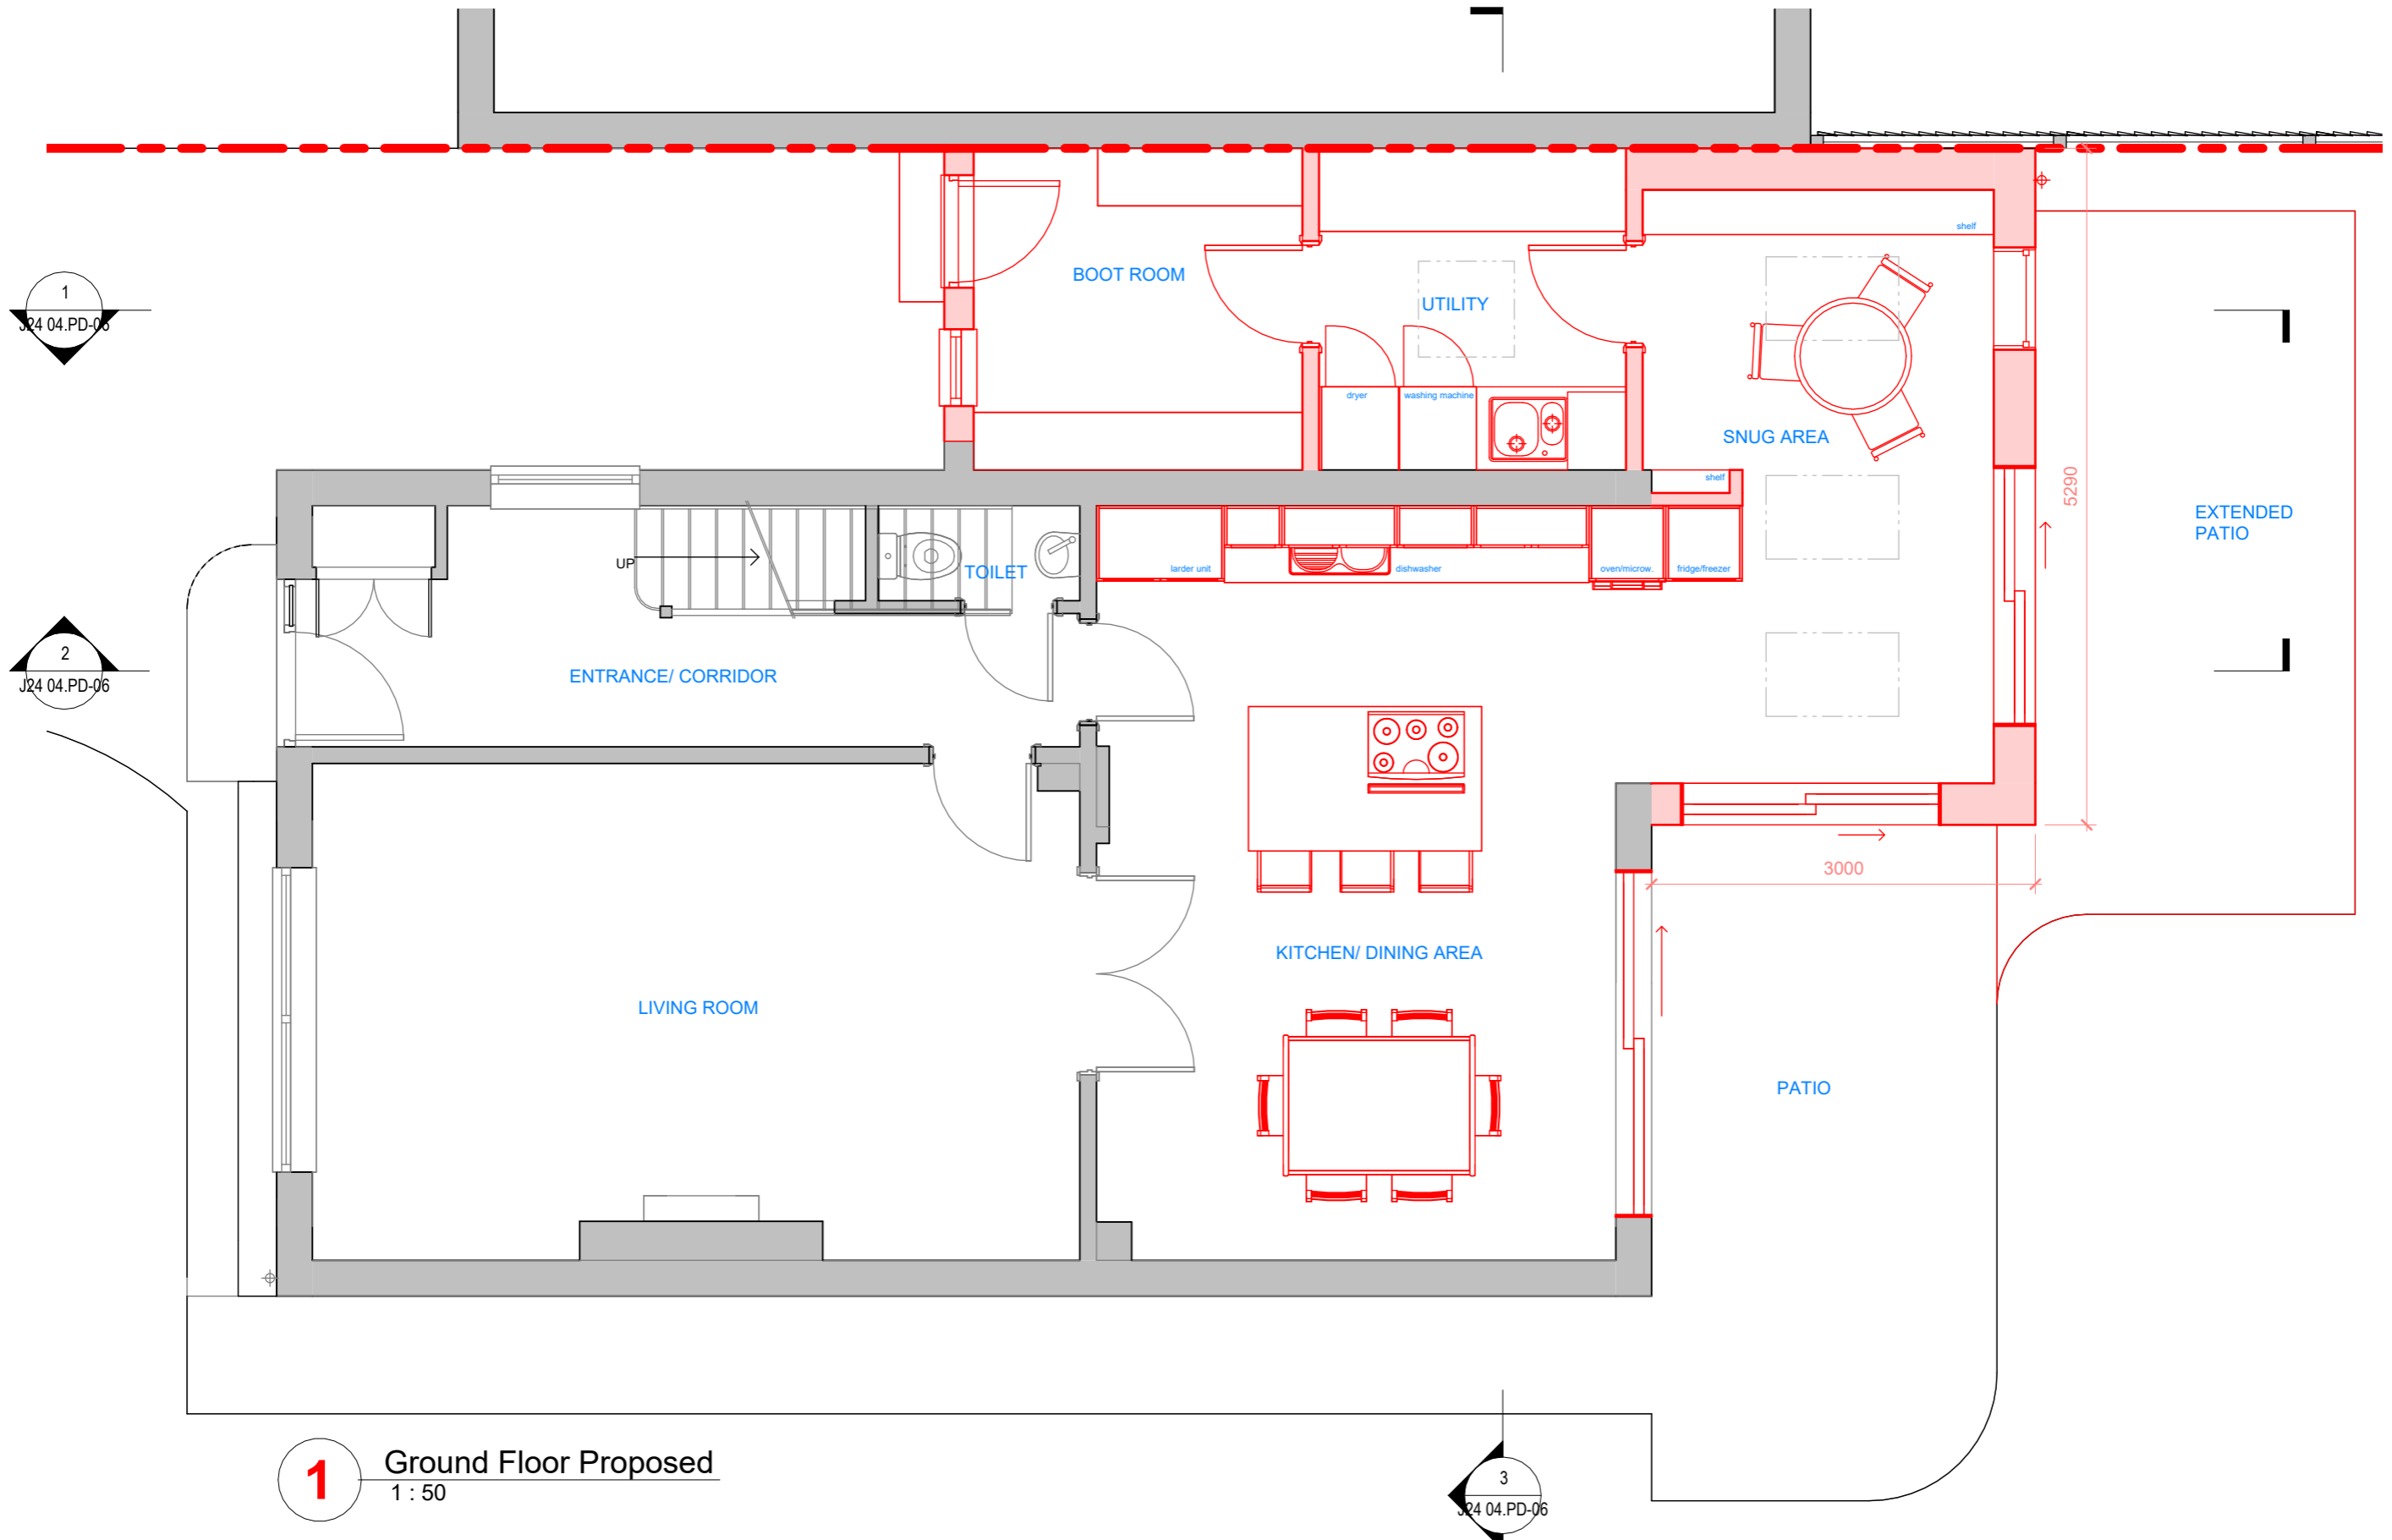 1
J24 04.PD-06
2
J24 04.PD-06
BOOT ROOM
UTILITY
dryer
washing machine
shelf
SNUG AREA
shelf
5290
EXTENDED
PATIO
UP
TOILET
larder unit
dishwasher
oven/microw.
fridge/freezer
ENTRANCE/ CORRIDOR
3000
KITCHEN/ DINING AREA
LIVING ROOM
PATIO
1
Ground Floor Proposed
1 : 50
3
J24 04.PD-06